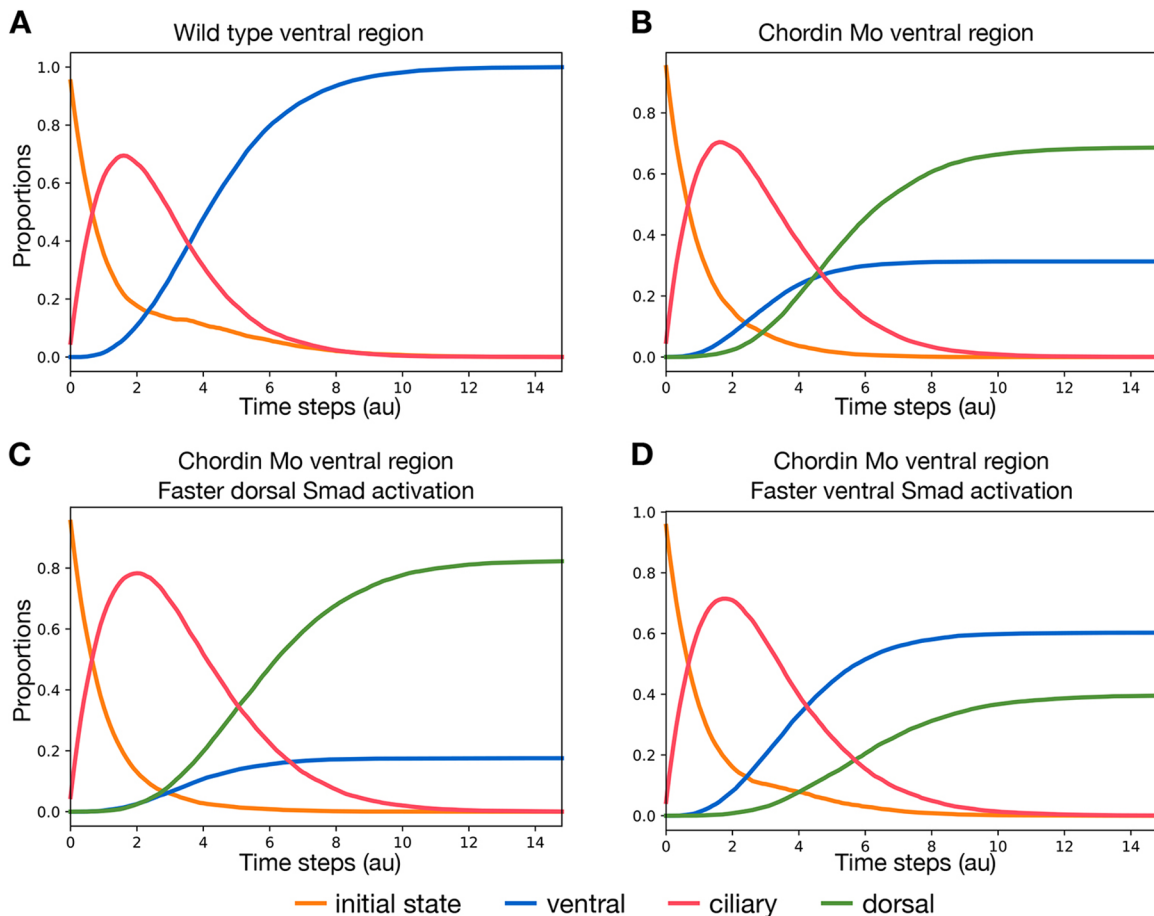 A
Wild type ventral region
1.0
0.8
0.6
0.4
0.2
0.0
Proportions
0 2 4 6 8 10 12 14
Time steps (au)
B
Chordin Mo ventral region
0.8
0.6
0.4
0.2
0.0
0 2 4 6 8 10 12 14
Time steps (au)
C
Chordin Mo ventral region
Faster dorsal Smad activation
0.8
0.6
0.4
0.2
0.0
Proportions
0 2 4 6 8 10 12 14
Time steps (au)
D
Chordin Mo ventral region
Faster ventral Smad activation
1.0
0.8
0.6
0.4
0.2
0.0
0 2 4 6 8 10 12 14
Time steps (au)
initial state ventral ciliary dorsal